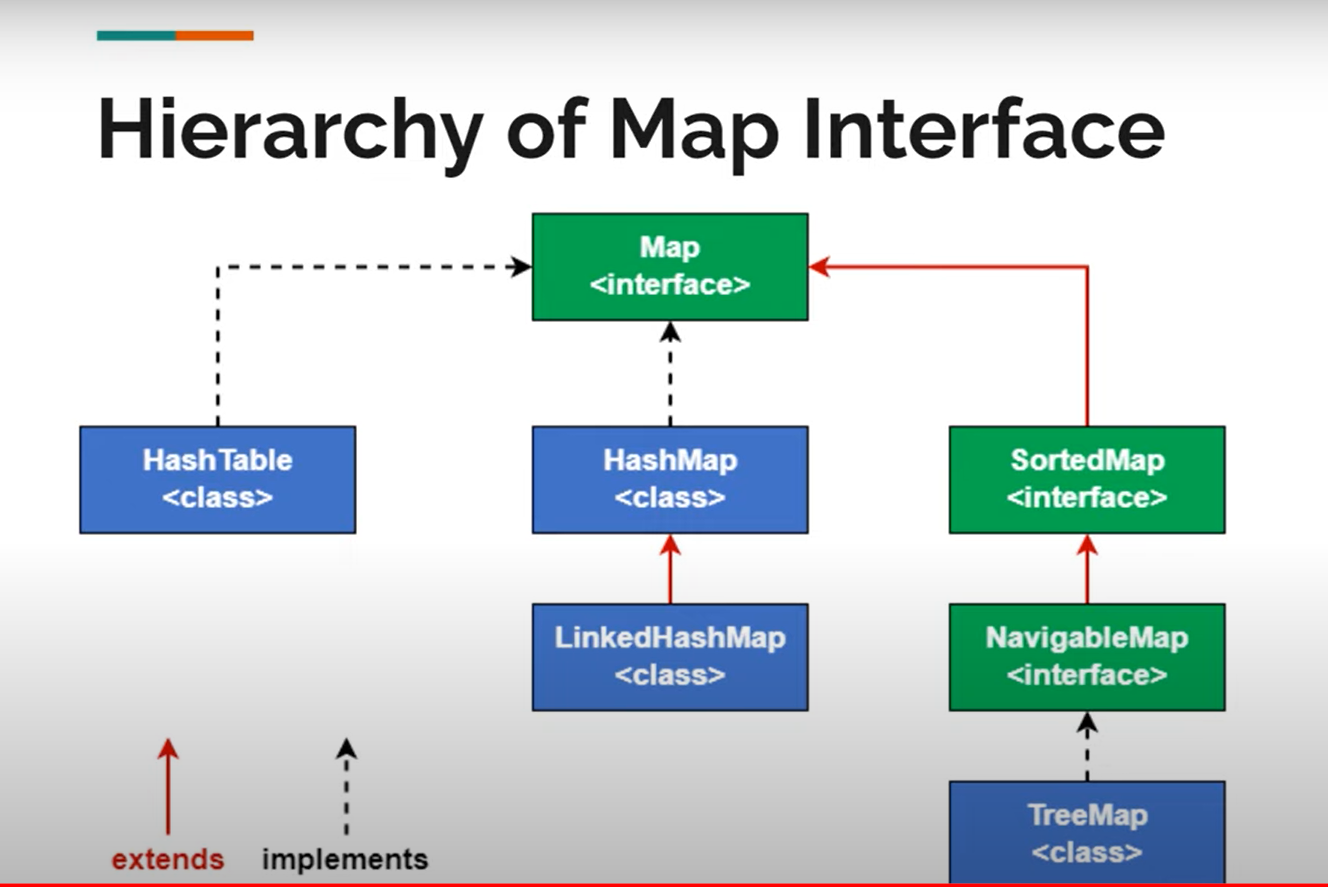 Hierarchy of Map Interface
Map
<interface>
HashTable
<class>
HashMap
<class>
SortedMap
<interface>
LinkedHashMap
<class>
NavigableMap
<interface>
TreeMap
<class>
extends
implements